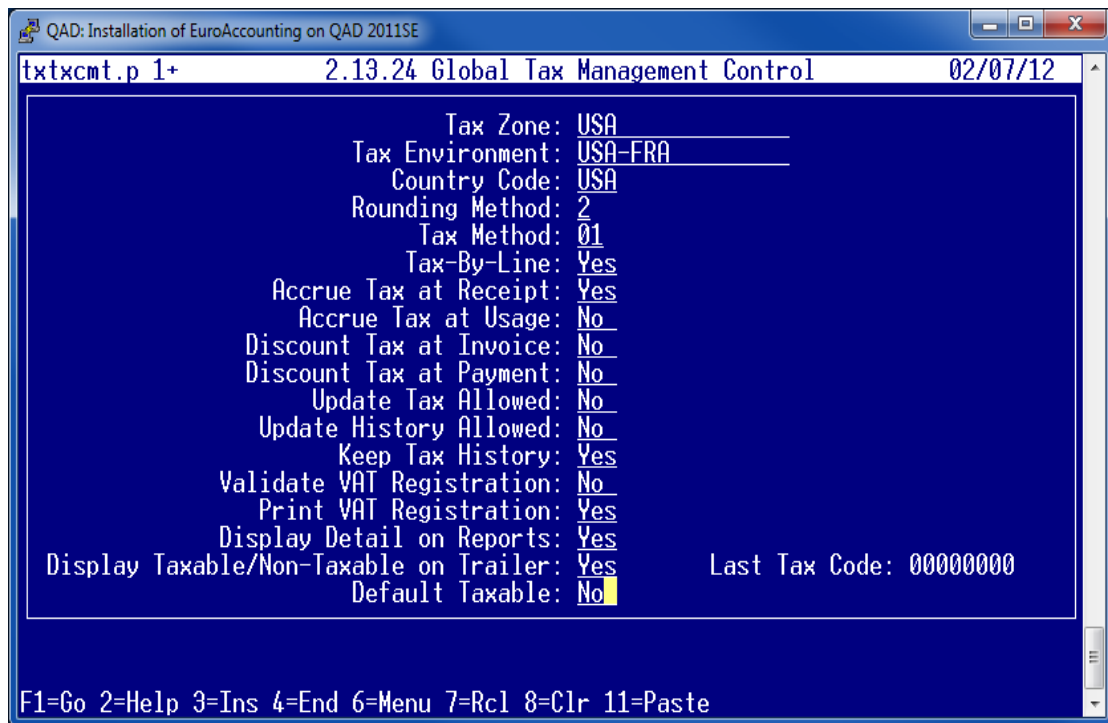 QAD: Installation of EuroAccounting on QAD 2011SE
txtxcmt.p 1+ 2.13.24 Global Tax Management Control 02/07/12
Tax Zone: USA
Tax Environment: USA-FRA
Country Code: USA
Rounding Method: 2
Tax Method: 01
Tax-By-Line: Yes
Accrue Tax at Receipt: Yes
Accrue Tax at Usage: No
Discount Tax at Invoice: No
Discount Tax at Payment: No
Update Tax Allowed: No
Update History Allowed: No
Keep Tax History: Yes
Validate VAT Registration: No
Print VAT Registration: Yes
Display Detail on Reports: Yes
Display Taxable/Non-Taxable on Trailer: Yes Last Tax Code: 00000000
Default Taxable: No
F1=Go 2=Help 3=Ins 4=End 6=Menu 7=Rcl 8=Clr 11=Paste